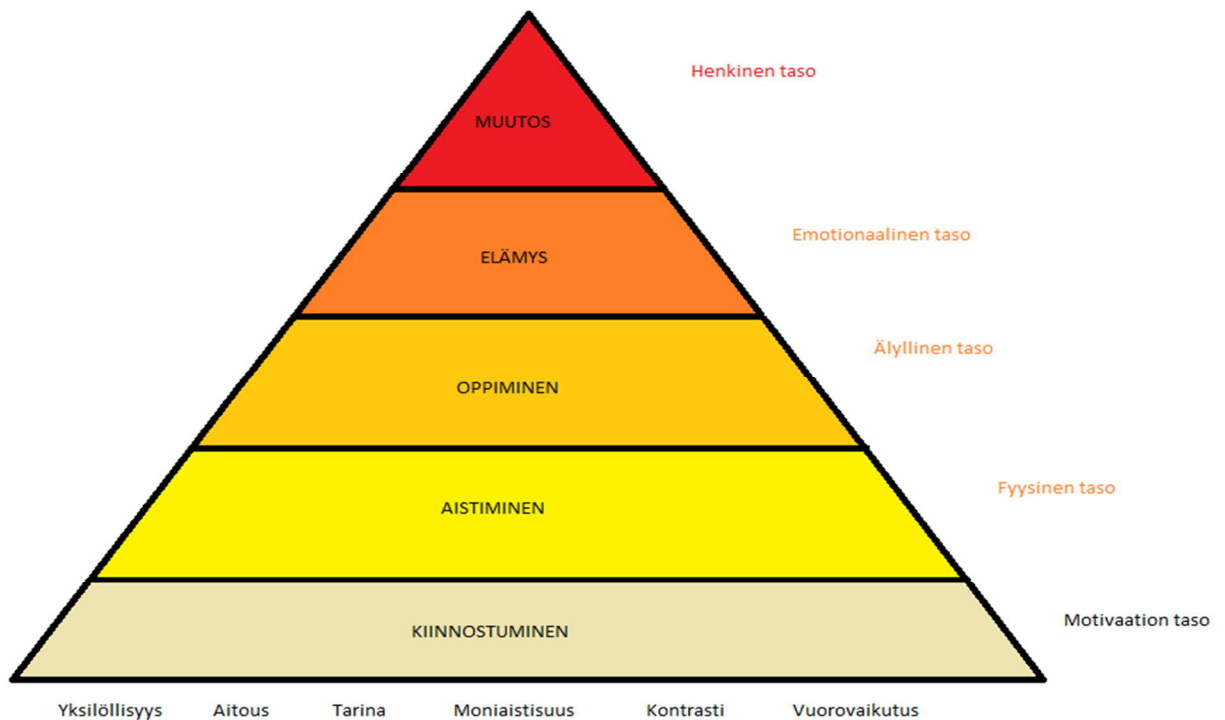 Henkinen taso
MUUTOS
Emotionaalinen taso
ELÄMYS
Älyllinen taso
OPPIMINEN
Fyysinen taso
AISTIMINEN
Motivaation taso
KIINNOSTUMINEN
Yksilöllisyys Aitous Tarina Moniaistisuus Kontrasti Vuorovaikutus